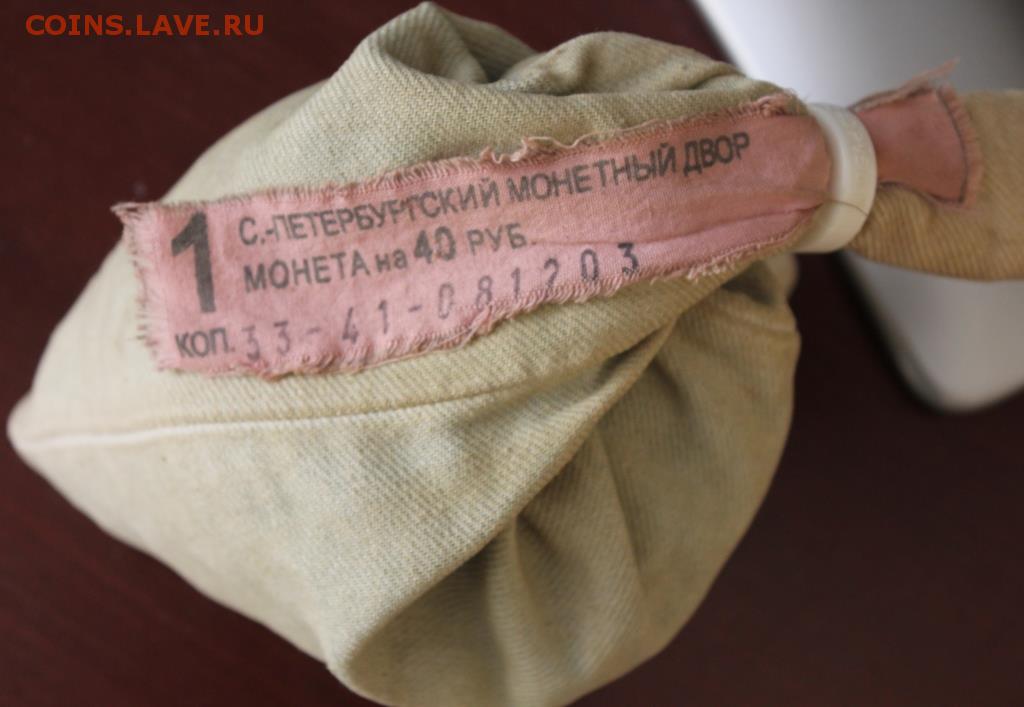 COINS.LAVE.RU
1
С.-ПЕТЕРБУРГСКИЙ МОНЕТНЫЙ ДВОР
МОНЕТА на 40 РУБ.
КОП. 33-41-081203